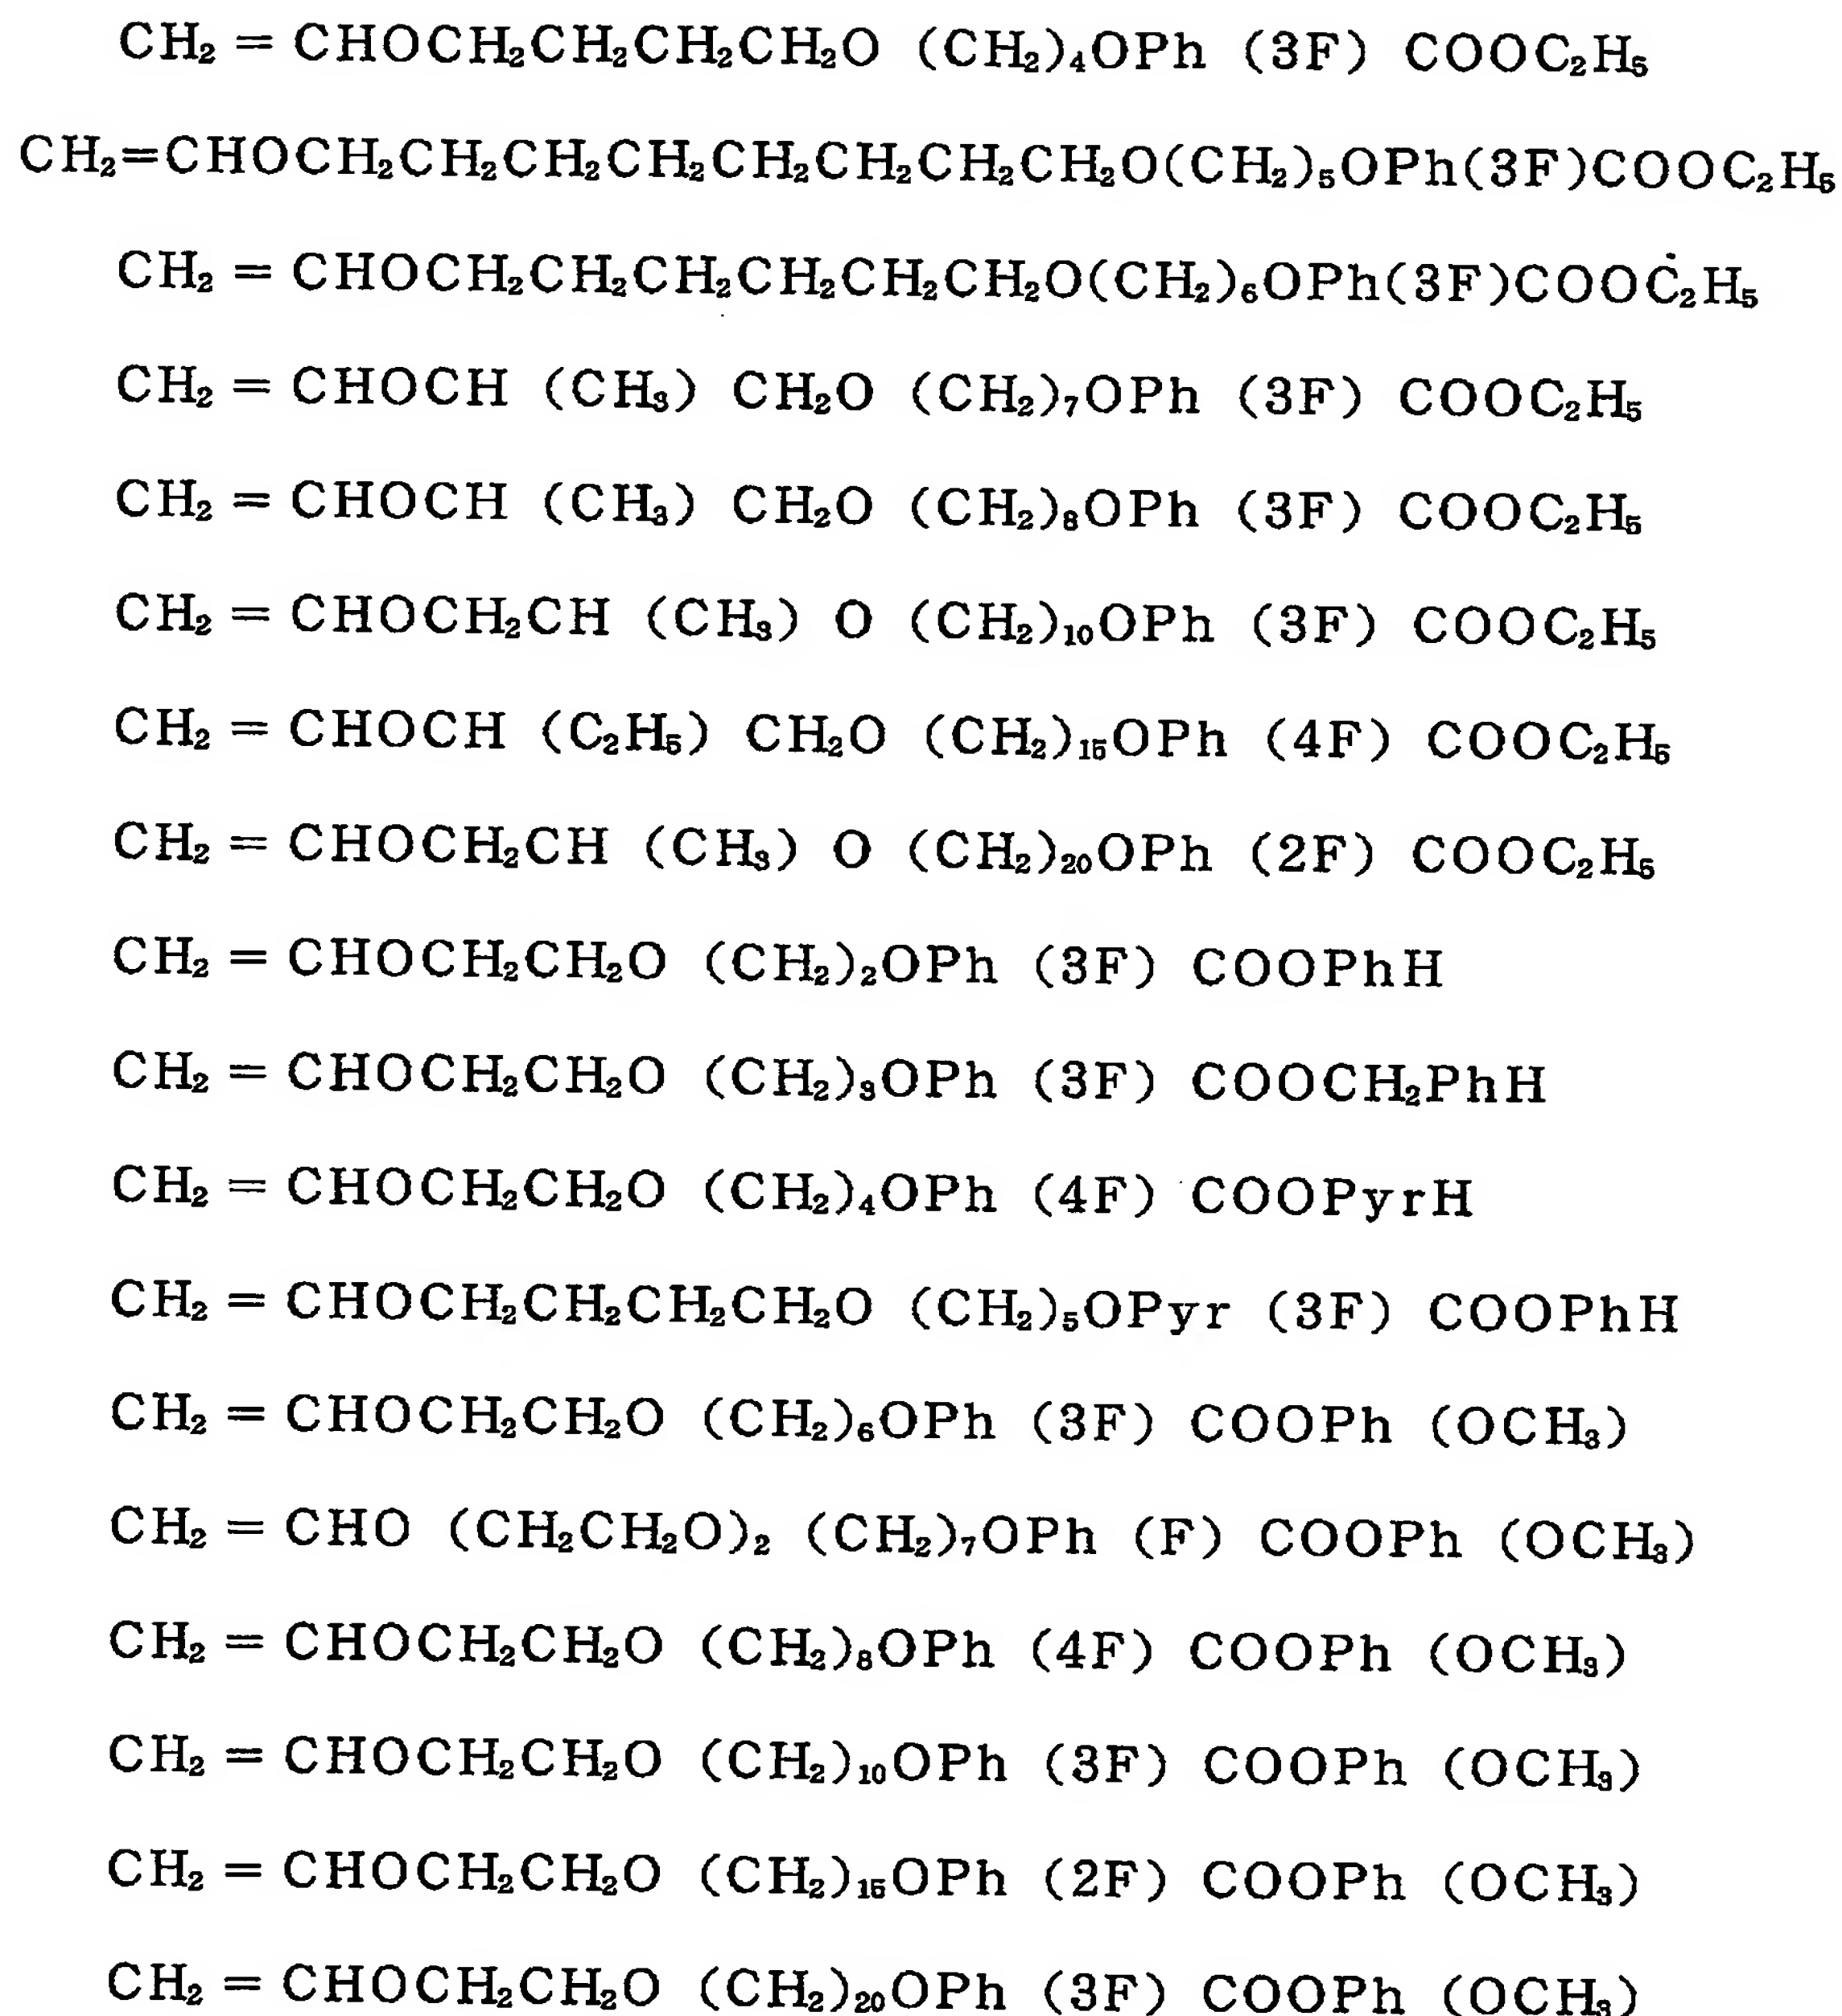 CH₂ = CHOCH₂CH₂CH₂CH₂O (CH₂)₄OPh (3F) COOC₂H₅
CH₂=CHOCH₂CH₂CH₂CH₂CH₂CH₂CH₂CH₂O(CH₂)₅OPh(3F)COOC₂H₅
CH₂ = CHOCH₂CH₂CH₂CH₂CH₂CH₂O(CH₂)₆OPh(3F)COOC₂H₅
CH₂ = CHOCH (CH₃) CH₂O (CH₂)₇OPh (3F) COOC₂H₅
CH₂ = CHOCH (CH₃) CH₂O (CH₂)₈OPh (3F) COOC₂H₅
CH₂ = CHOCH₂CH (CH₃) O (CH₂)₁₀OPh (3F) COOC₂H₅
CH₂ = CHOCH (C₂H₅) CH₂O (CH₂)₁₅OPh (4F) COOC₂H₅
CH₂ = CHOCH₂CH (CH₃) O (CH₂)₂₀OPh (2F) COOC₂H₅
CH₂ = CHOCH₂CH₂O (CH₂)₂OPh (3F) COOPhH
CH₂ = CHOCH₂CH₂O (CH₂)₃OPh (3F) COOCH₂PhH
CH₂ = CHOCH₂CH₂O (CH₂)₄OPh (4F) COOPyrH
CH₂ = CHOCH₂CH₂CH₂CH₂O (CH₂)₅OPyr (3F) COOPhH
CH₂ = CHOCH₂CH₂O (CH₂)₆OPh (3F) COOPh (OCH₃)
CH₂ = CHO (CH₂CH₂O)₂ (CH₂)₇OPh (F) COOPh (OCH₃)
CH₂ = CHOCH₂CH₂O (CH₂)₈OPh (4F) COOPh (OCH₃)
CH₂ = CHOCH₂CH₂O (CH₂)₁₀OPh (3F) COOPh (OCH₃)
CH₂ = CHOCH₂CH₂O (CH₂)₁₅OPh (2F) COOPh (OCH₃)
CH₂ = CHOCH₂CH₂O (CH₂)₂₀OPh (3F) COOPh (OCH₃)